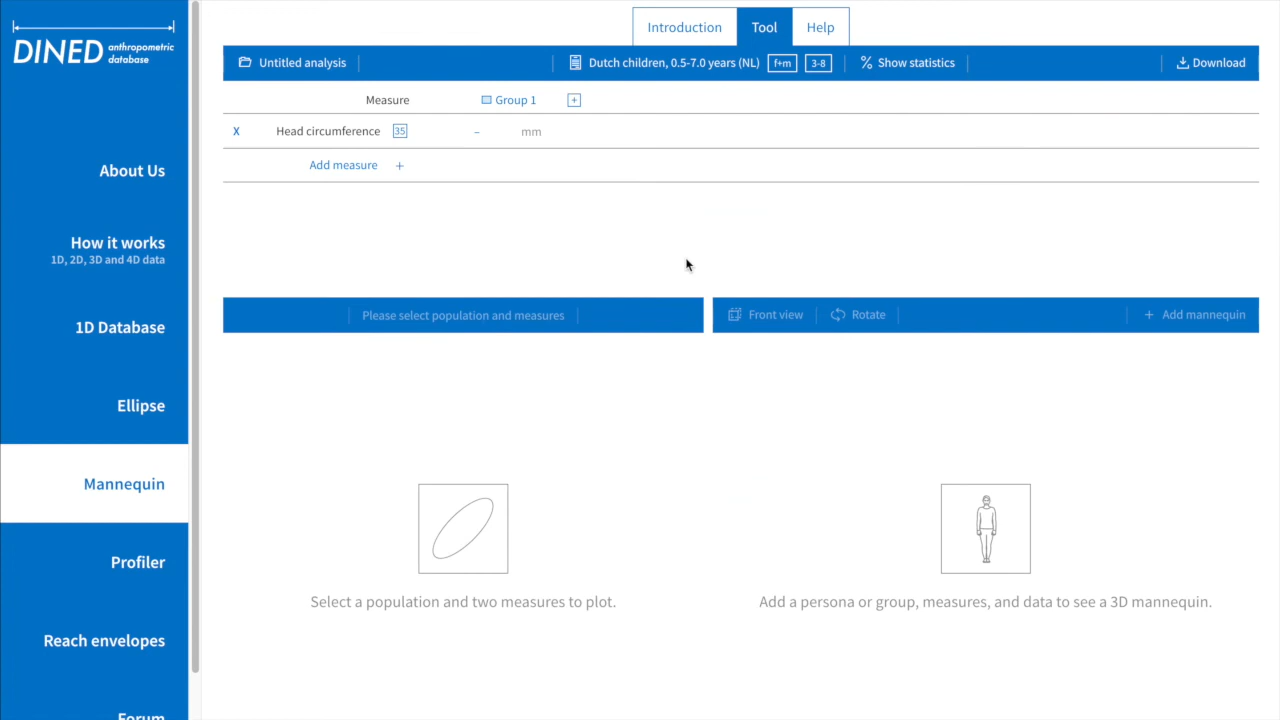 DINED anthropometric database
Introduction
Tool
Help
Untitled analysis
Dutch children, 0.5-7.0 years (NL)
f+m
3-8
Show statistics
Download
Measure
Group 1
+
X
Head circumference
35
–
mm
Add measure
+
About Us
How it works
1D, 2D, 3D and 4D data
1D Database
Ellipse
Mannequin
Profiler
Reach envelopes
Forum
Please select population and measures
Front view
Rotate
+ Add mannequin
Select a population and two measures to plot.
Add a persona or group, measures, and data to see a 3D mannequin.